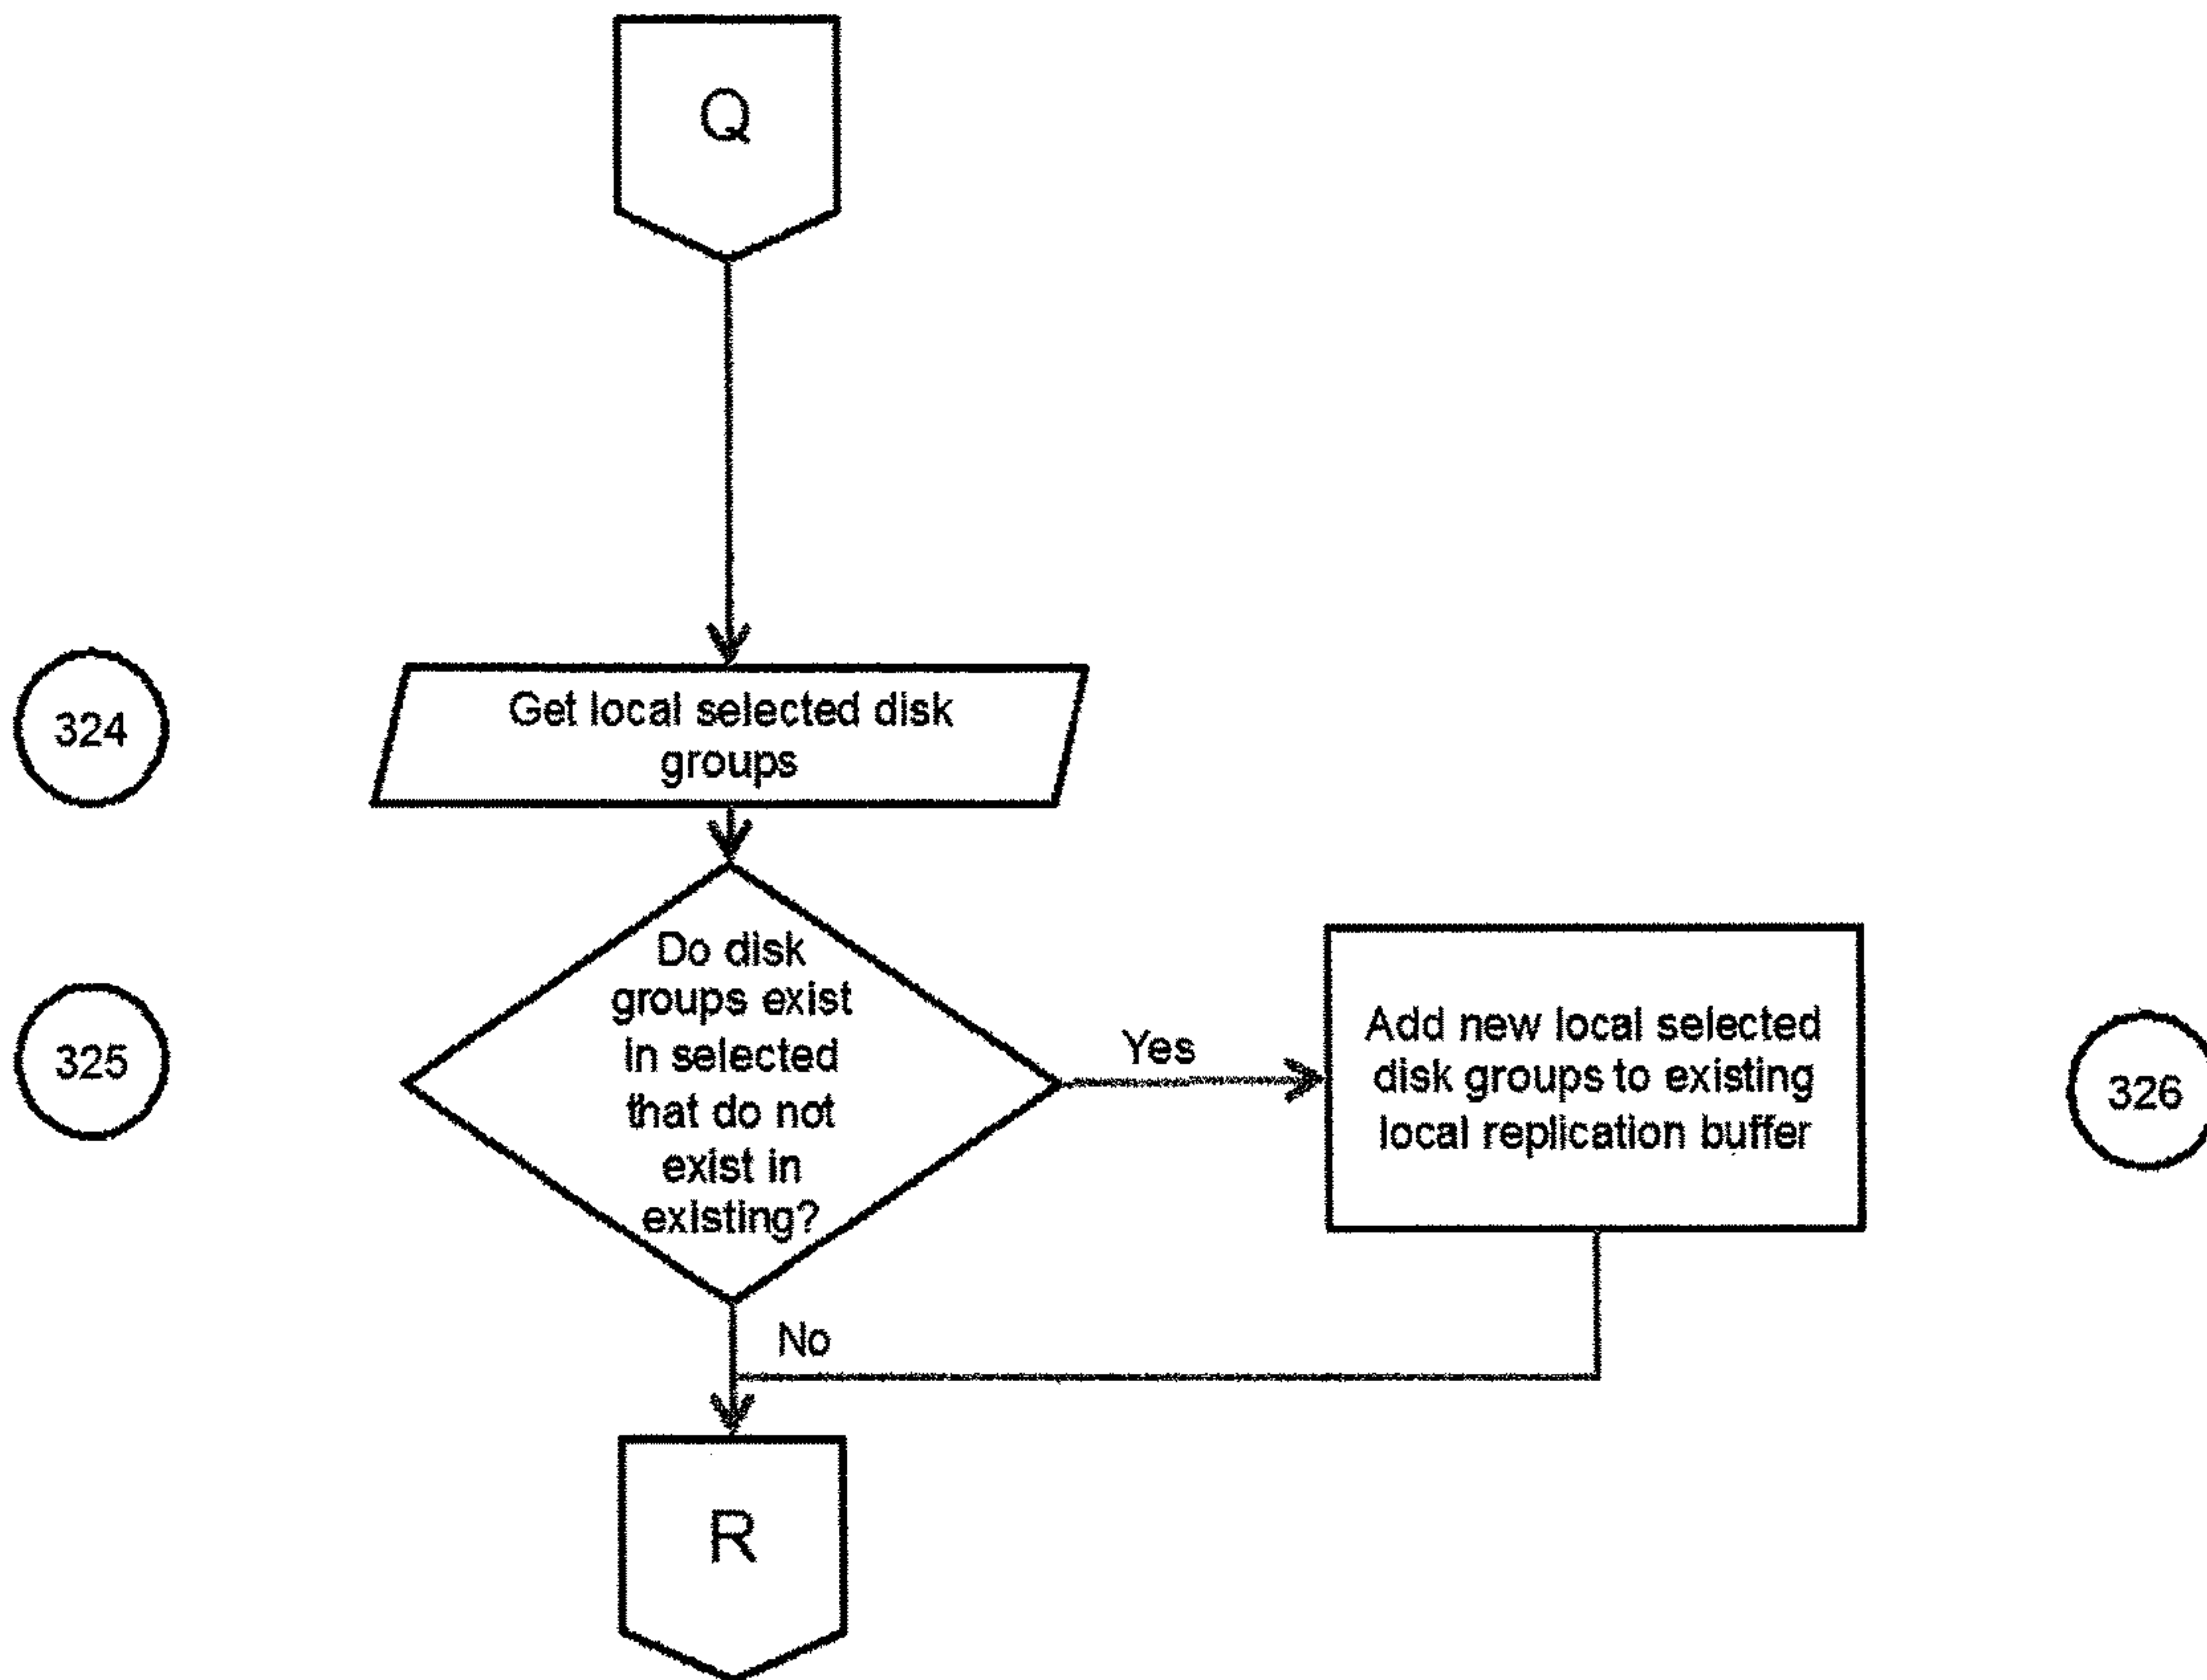 Q
324
Get local selected disk
groups
325
Do disk
groups exist
in selected
that do not
exist in
existing?
Yes
Add new local selected
disk groups to existing
local replication buffer
326
No
R